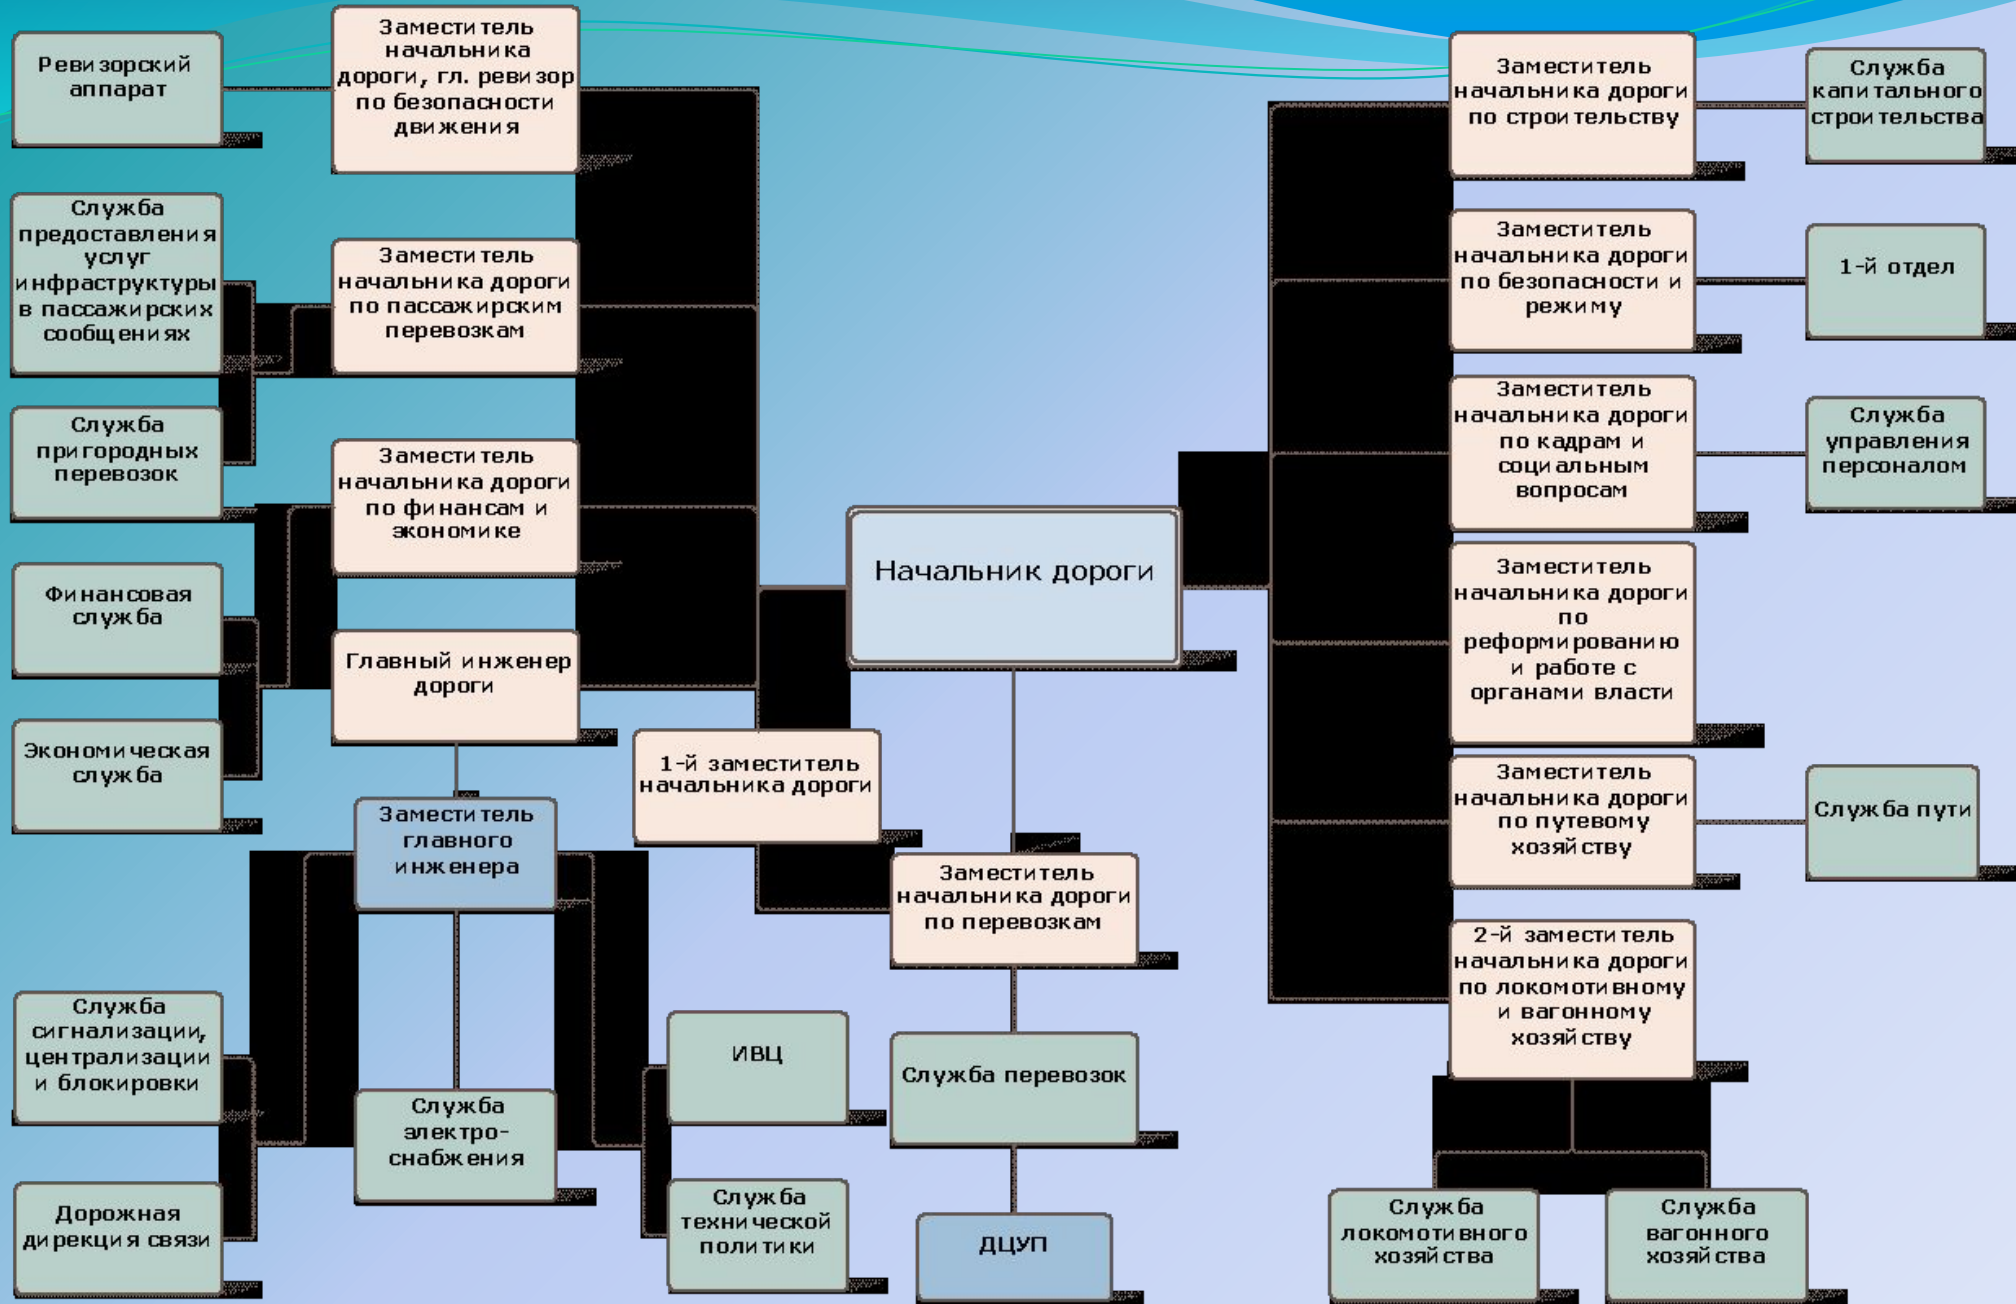 Ревизорский
аппарат
Заместитель
начальника
дороги, гл. ревизор
по безопасности
движения
Служба
предоставления
услуг
инфраструктуры
в пассажирских
сообщениях
Заместитель
начальника дороги
по пассажирским
перевозкам
Служба
пригородных
перевозок
Заместитель
начальника дороги
по финансам и
экономике
Финансовая
служба
Главный инженер
дороги
Экономическая
служба
Заместитель
главного
инженера
Служба
сигнализации,
централизации
и блокировки
Дорожная
дирекция связи
Служба
электро-
снабжения
ИВЦ
Служба
технической
политики
Начальник дороги
1-й заместитель
начальника дороги
Заместитель
начальника дороги
по перевозкам
Служба перевозок
ДЦУП
Заместитель
начальника дороги
по строительству
Служба
капитального
строительства
Заместитель
начальника дороги
по безопасности и
режиму
1-й отдел
Заместитель
начальника дороги
по кадрам и
социальным
вопросам
Служба
управления
персоналом
Заместитель
начальника дороги
по
реформированию
и работе с
органами власти
Заместитель
начальника дороги
по путевому
хозяйству
Служба пути
2-й заместитель
начальника дороги
по локомотивному
и вагонному
хозяйству
Служба
локомотивного
хозяйства
Служба
вагонного
хозяйства